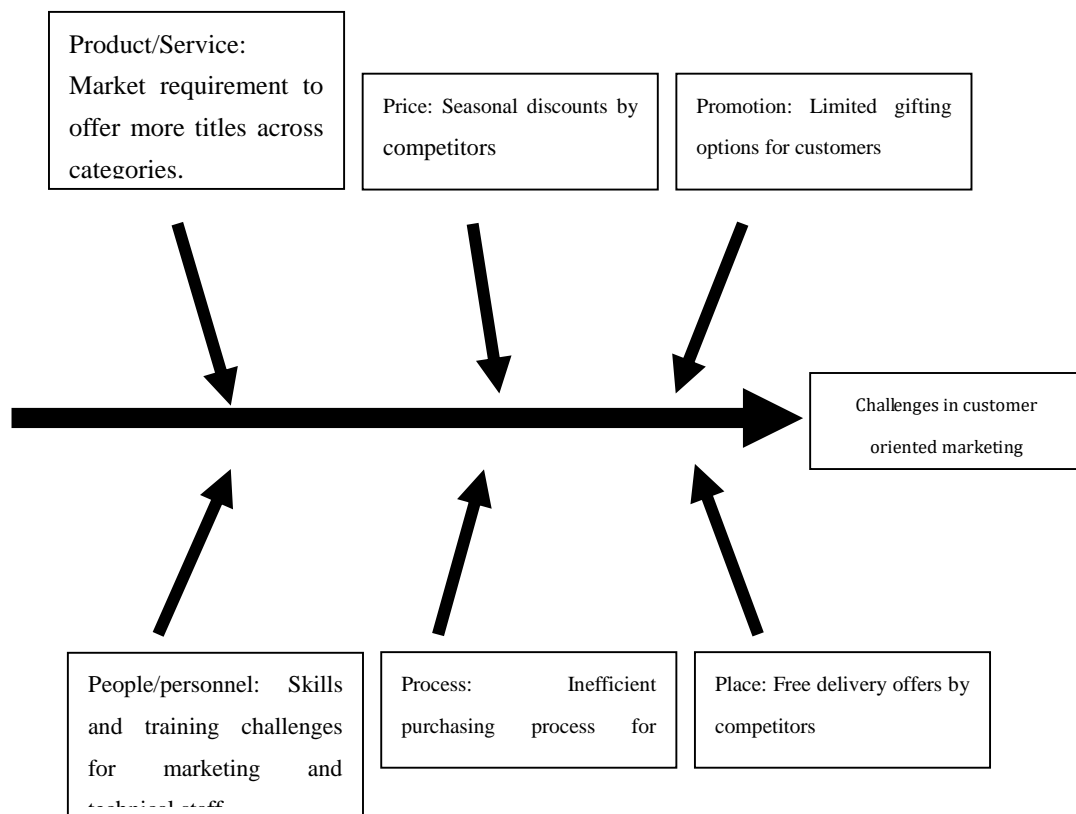 Product/Service:
Market requirement to
offer more titles across
categories.
Price: Seasonal discounts by
competitors
Promotion: Limited gifting
options for customers
Challenges in customer
oriented marketing
People/personnel: Skills
and training challenges
for marketing and
technical staff
Process: Inefficient
purchasing process for
Place: Free delivery offers by
competitors